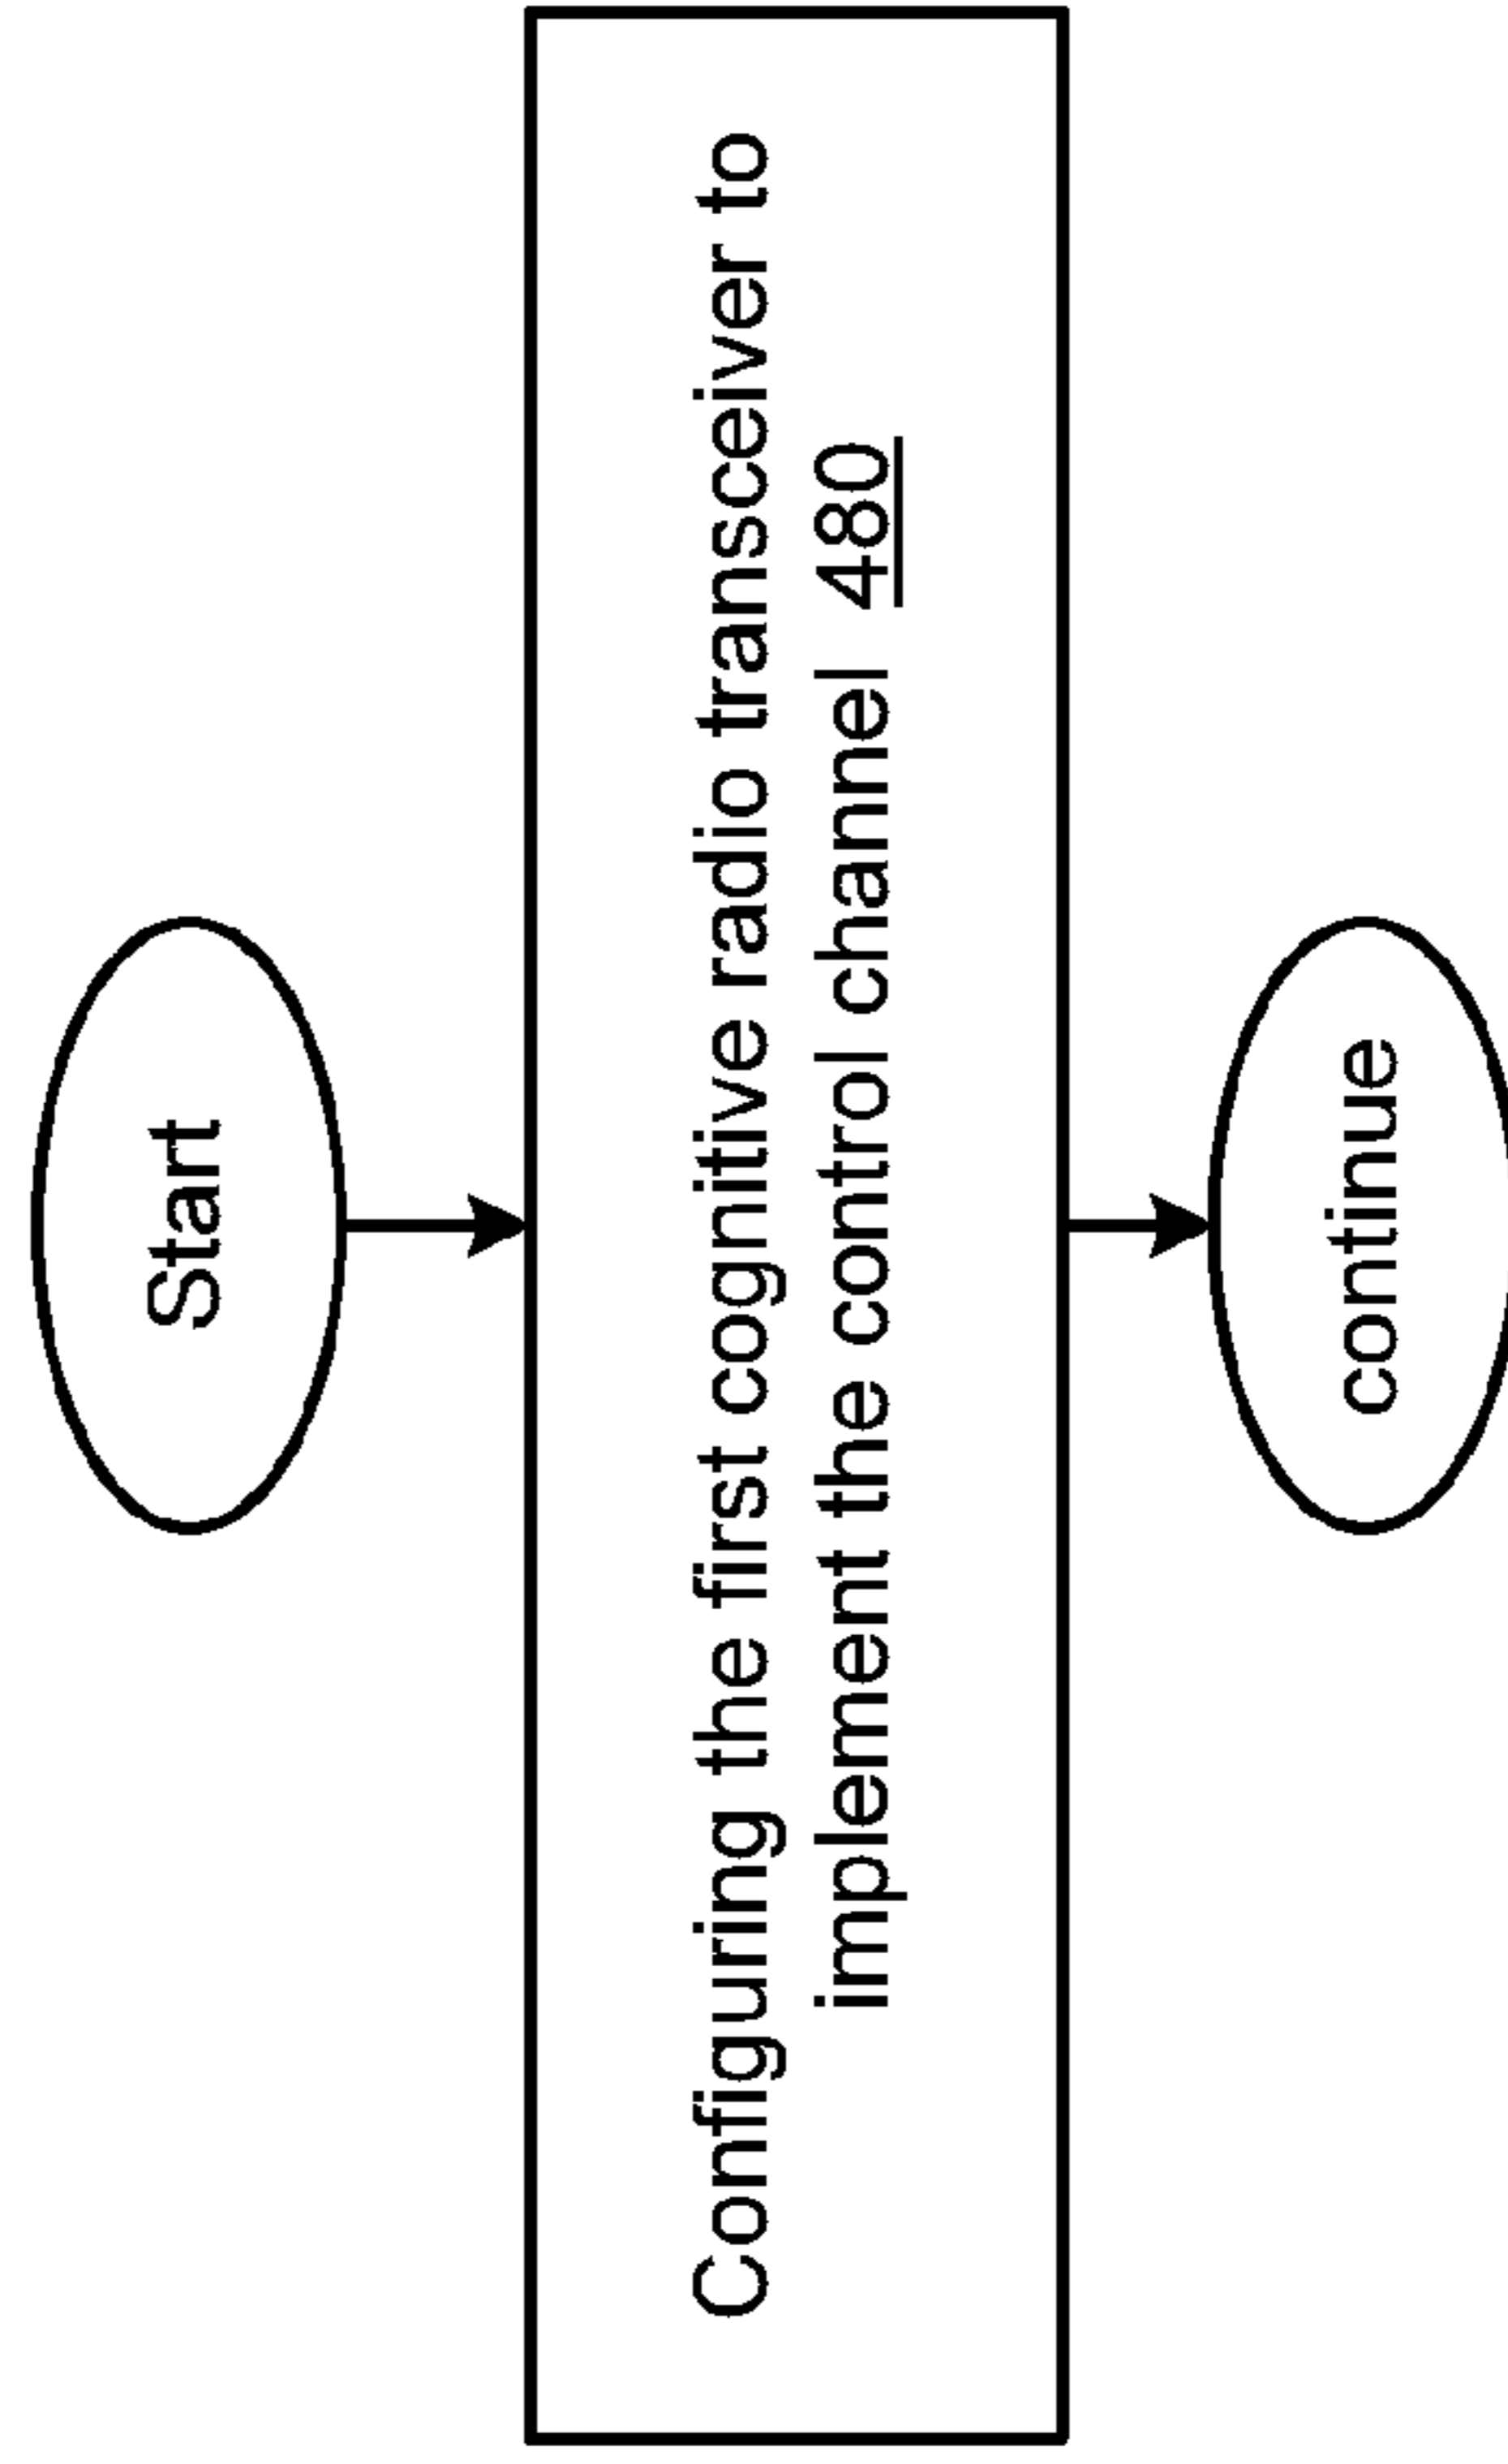 Start
Configuring the first cognitive radio transceiver to
implement the control channel 480
continue